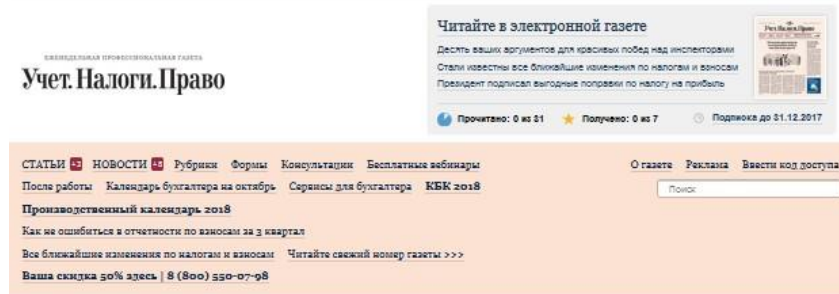 Читайте в электронной газете
Десять ваших аргументов для красивых побед над инспекторами
Стали известны все ближайшие изменения по налогам и взносам
Президент подписал выгодные поправки по налогу на прибыль
Прочитано: 0 из 31 Получено: 0 из 7 Подписка до 31.12.2017
ЕЖЕНЕДЕЛЬНАЯ ПРОФЕССИОНАЛЬНАЯ ГАЗЕТА
Учет.Налоги.Право
СТАТЬИ НОВОСТИ Рубрики Формы Консультации Бесплатные вебинары О газете Реклама Ввести код доступа
После работы Календарь бухгалтера на октябрь Сервисы для бухгалтера КБК 2018 Поиск
Производственный календарь 2018
Как не ошибиться в отчетности по взносам за 3 квартал
Все ближайшие изменения по налогам и взносам Читайте свежий номер газеты >>>
Ваша скидка 50% здесь | 8 (800) 550-07-98